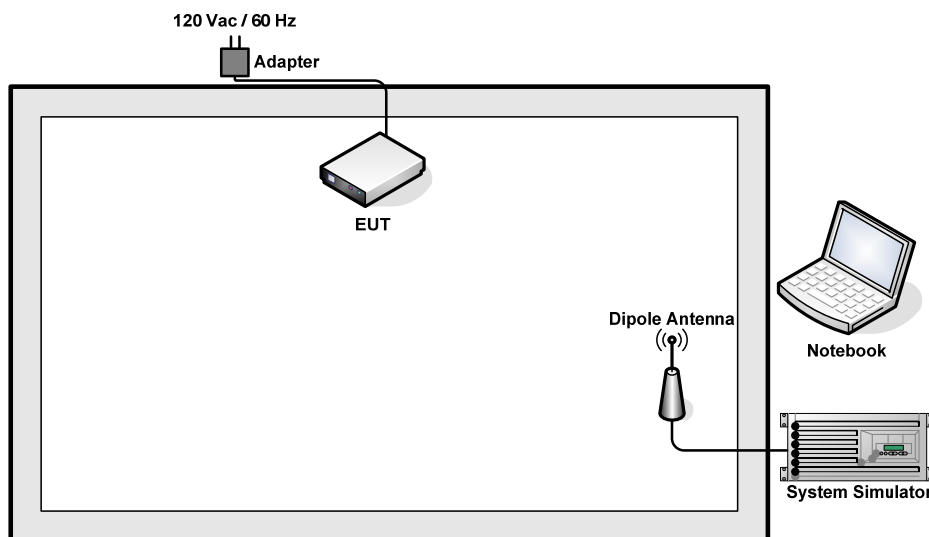 120 Vac / 60 Hz
Adapter
EUT
Dipole Antenna
Notebook
System Simulator